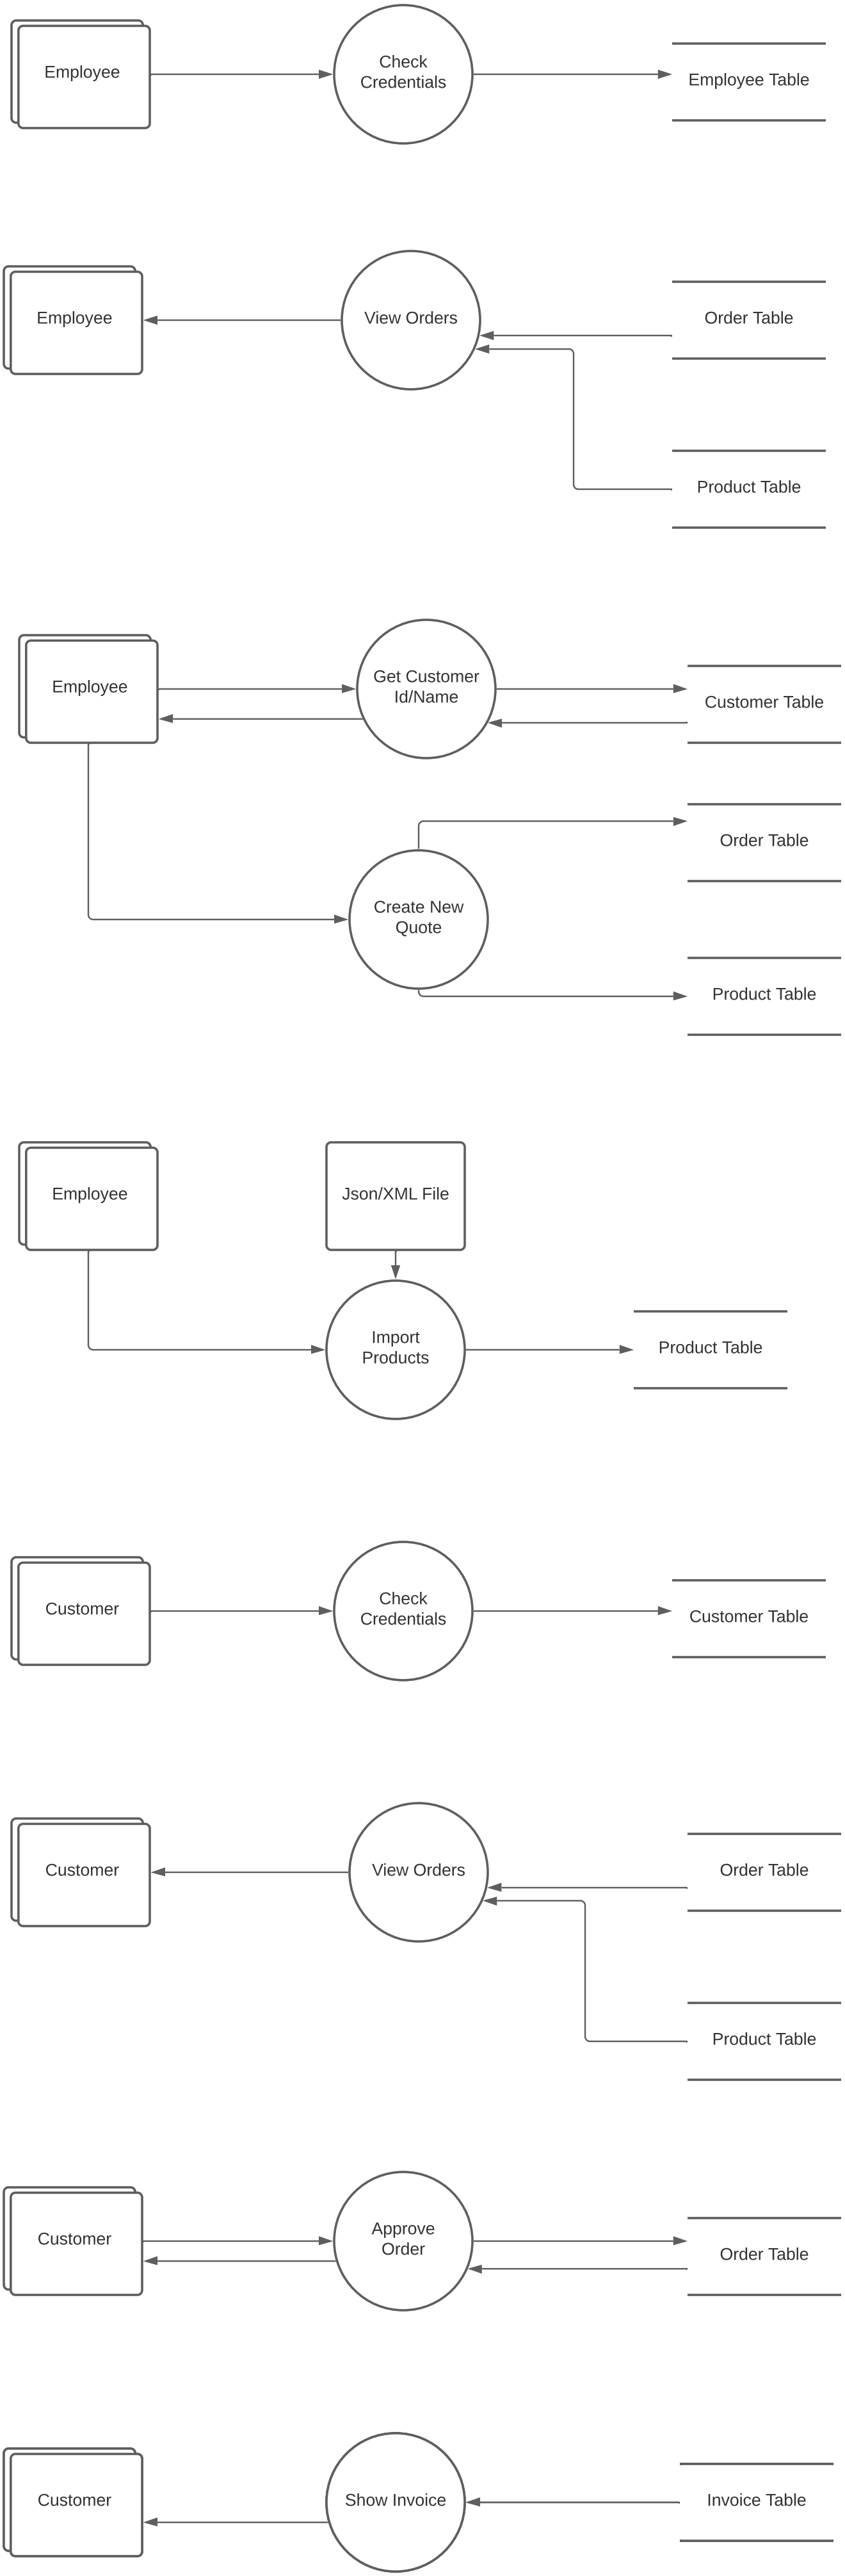 Employee
Check
Credentials
Employee Table
Employee
View Orders
Order Table
Product Table
Employee
Get Customer
Id/Name
Customer Table
Order Table
Create New
Quote
Product Table
Employee
Json/XML File
Import
Products
Product Table
Customer
Check
Credentials
Customer Table
Customer
View Orders
Order Table
Product Table
Customer
Approve
Order
Order Table
Customer
Show Invoice
Invoice Table